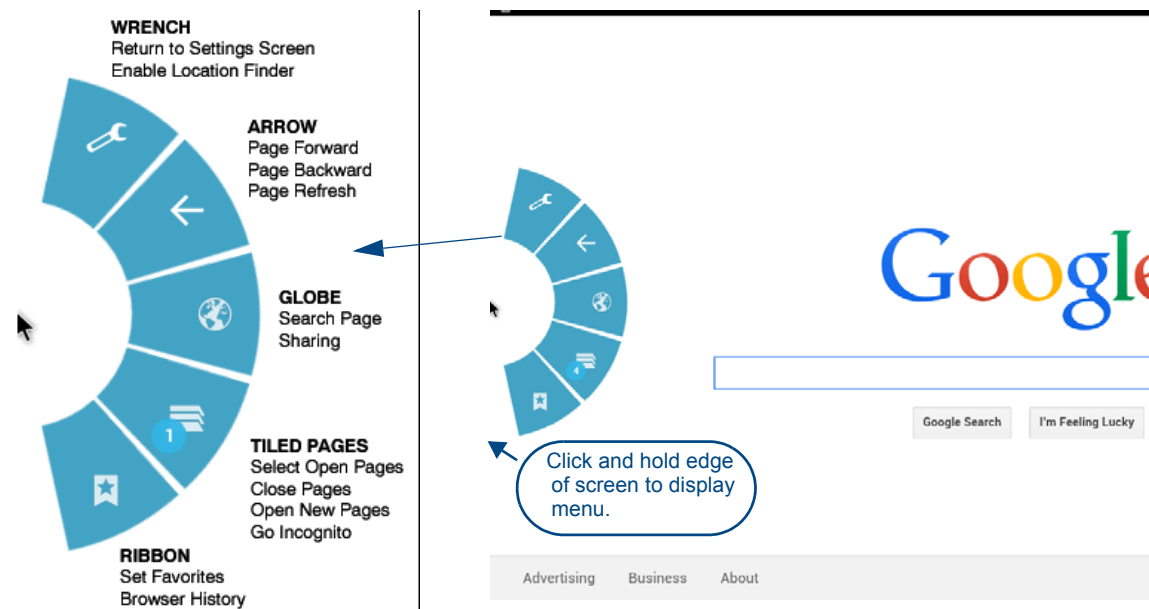 WRENCH
Return to Settings Screen
Enable Location Finder
ARROW
Page Forward
Page Backward
Page Refresh
GLOBE
Search Page
Sharing
1
TILED PAGES
Select Open Pages
Close Pages
Open New Pages
Go Incognito
RIBBON
Set Favorites
Browser History
Google
4
Google Search
I'm Feeling Lucky
Click and hold edge
of screen to display
menu.
Advertising
Business
About